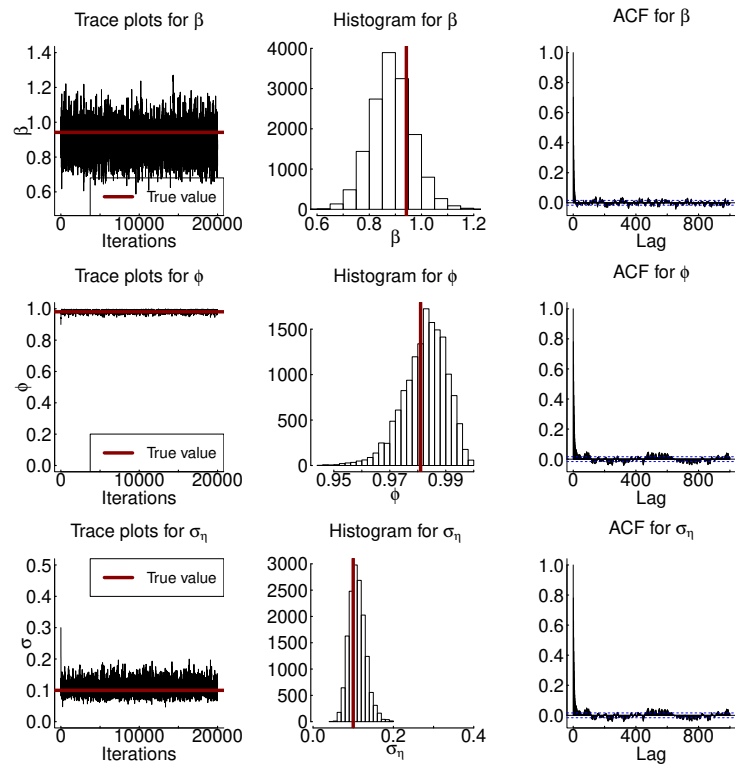 Trace plots for β
1.4
1.2
1.0
0.8
0.6
β
True value
0 10000 20000
Iterations
Histogram for β
4000
3000
2000
1000
0
0.6 0.8 1.0 1.2
β
ACF for β
1.0
0.8
0.6
0.4
0.2
0.0
0 400 800
Lag
Trace plots for ϕ
1.0
0.8
0.6
0.4
0.2
0.0
ϕ
True value
0 10000 20000
Iterations
Histogram for ϕ
1500
1000
500
0
0.95 0.97 0.99
ϕ
ACF for ϕ
1.0
0.8
0.6
0.4
0.2
0.0
0 400 800
Lag
Trace plots for ση
0.5
0.4
0.3
0.2
0.1
0.0
σ
True value
0 10000 20000
Iterations
Histogram for ση
3000
2500
2000
1500
1000
500
0
0.0 0.2 0.4
ση
ACF for ση
1.0
0.8
0.6
0.4
0.2
0.0
0 400 800
Lag